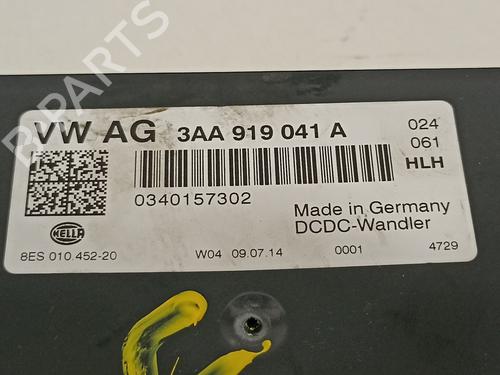 VW AG 3AA 919 041 A 024
061
HLH
0340157302
Made in Germany
DCDC-Wandler
HELLA
8ES 010.452-20 W04 09.07.14 0001 4729